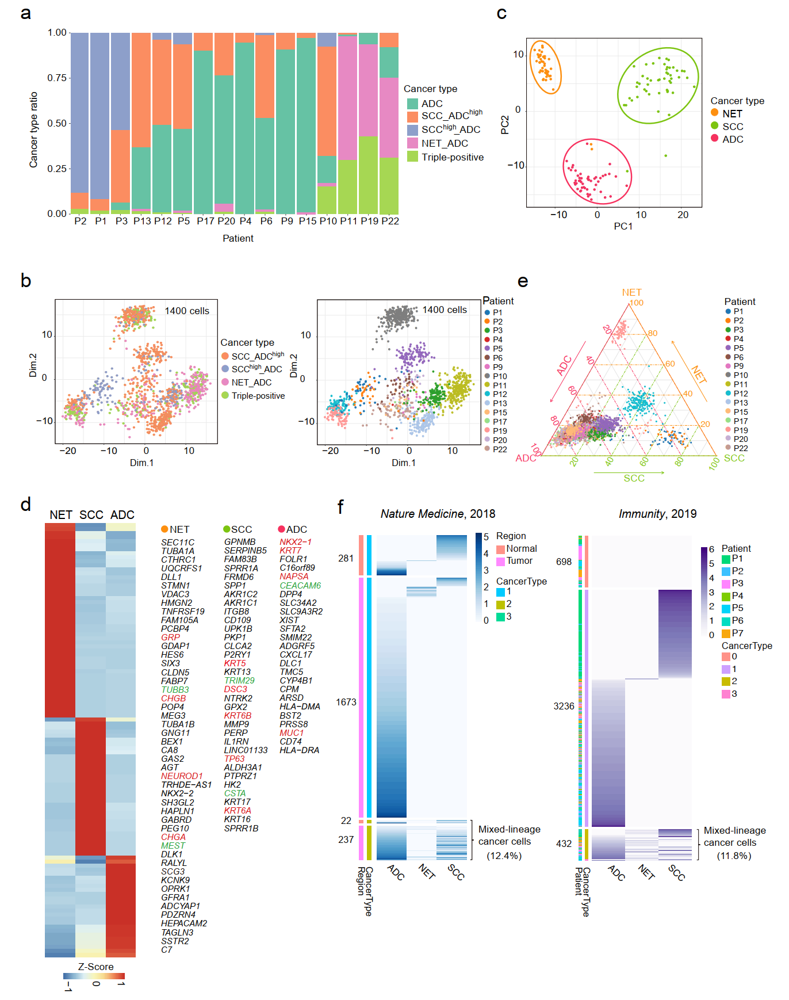 a
1.00
0.75
0.50
0.25
0.00
Cancer type ratio
P2 P1 P3 P13 P12 P5 P17 P20 P4 P6 P9 P15 P10 P11 P19 P22
Patient
Cancer type
ADC
SCC_ADChigh
SCChigh_ADC
NET_ADC
Triple-positive
c
10
0
−10
PC2
−10 0 10 20
PC1
Cancer type
NET
SCC
ADC
b
1400 cells
10
0
−10
Dim.2
−20 −10 0 10
Dim.1
Cancer type
SCC_ADChigh
SCChigh_ADC
NET_ADC
Triple-positive
1400 cells
10
0
−10
Dim.2
−20 −10 0 10
Dim.1
Patient
P1
P2
P3
P4
P5
P6
P9
P10
P11
P12
P13
P15
P17
P19
P20
P22
e
NET
100
80
60
40
20
NET
20
40
60
80
100
ADC
ADC
20 40 60 80 100
SCC
SCC
Patient
P1
P2
P3
P4
P5
P6
P9
P10
P11
P12
P13
P15
P17
P19
P20
P22
d
NET SCC ADC
Z-Score
−1 0 1
NET
SEC11C
TUBA1A
CTHRC1
UQCRFS1
DLL1
STMN1
VDAC3
HMGN2
TNFRSF19
FAM105A
PCBP4
GRP
GDAP1
HES6
SIX3
CLDN5
FABP7
TUBB3
CHGB
POP4
MEG3
TUBA1B
GNG11
BEX1
CA8
GAS2
AGT
NEUROD1
TRHDE−AS1
NKX2−2
SH3GL2
HAPLN1
GABRD
PEG10
CHGA
MEST
DLK1
RALYL
SCG3
KCNK9
OPRK1
GFRA1
ADCYAP1
PDZRN4
HEPACAM2
TAGLN3
SSTR2
C7
SCC
GPNMB
SERPINB5
FAM83B
SPRR1A
FRMD6
SPP1
AKR1C2
AKR1C1
ITGB8
CD109
UPK1B
PKP1
CLCA2
P2RY1
KRT5
KRT13
TRIM29
DSC3
NTRK2
GPX2
KRT6B
MMP9
PERP
IL1RN
LINC01133
TP63
ALDH3A1
PTPRZ1
HK2
CSTA
KRT17
KRT6A
KRT16
SPRR1B
ADC
NKX2−1
KRT7
FOLR1
C16orf89
NAPSA
CEACAM6
DPP4
SLC34A2
SLC9A3R2
XIST
SFTA2
SMIM22
ADGRF5
CXCL17
DLC1
TMC5
CYP4B1
CPM
ARSD
HLA−DMA
BST2
PRSS8
MUC1
CD74
HLA−DRA
f
Nature Medicine, 2018
281
1673
22
237
Region
CancerType
ADC
NET
SCC
5
4
3
2
1
0
Region
Normal
Tumor
CancerType
1
2
3
Mixed-lineage
cancer cells
(12.4%)
Immunity, 2019
698
3236
432
Patient
CancerType
ADC
NET
SCC
6
5
4
3
2
1
0
Patient
P1
P2
P3
P4
P5
P6
P7
CancerType
0
1
2
3
Mixed-lineage
cancer cells
(11.8%)